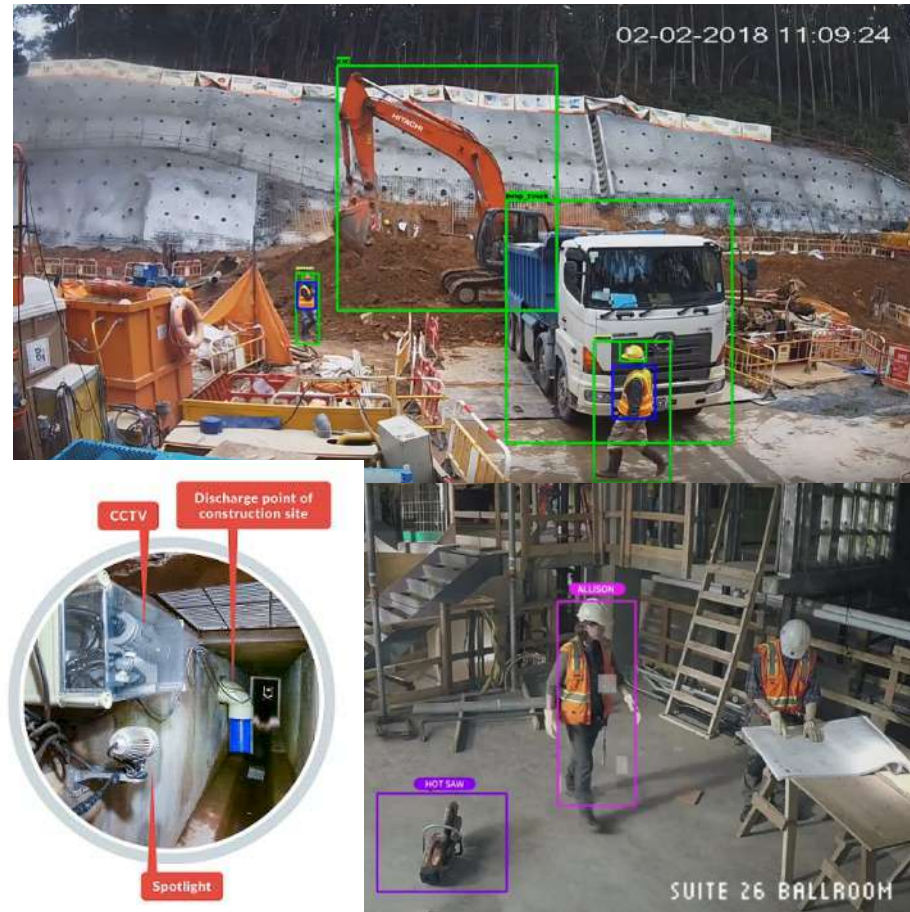 02-02-2018 11:09:24
HITACHI
dump_truck
CCTV
Discharge point of
construction site
Spotlight
ALLISON
HOT SAW
SUITE 26 BALLROOM